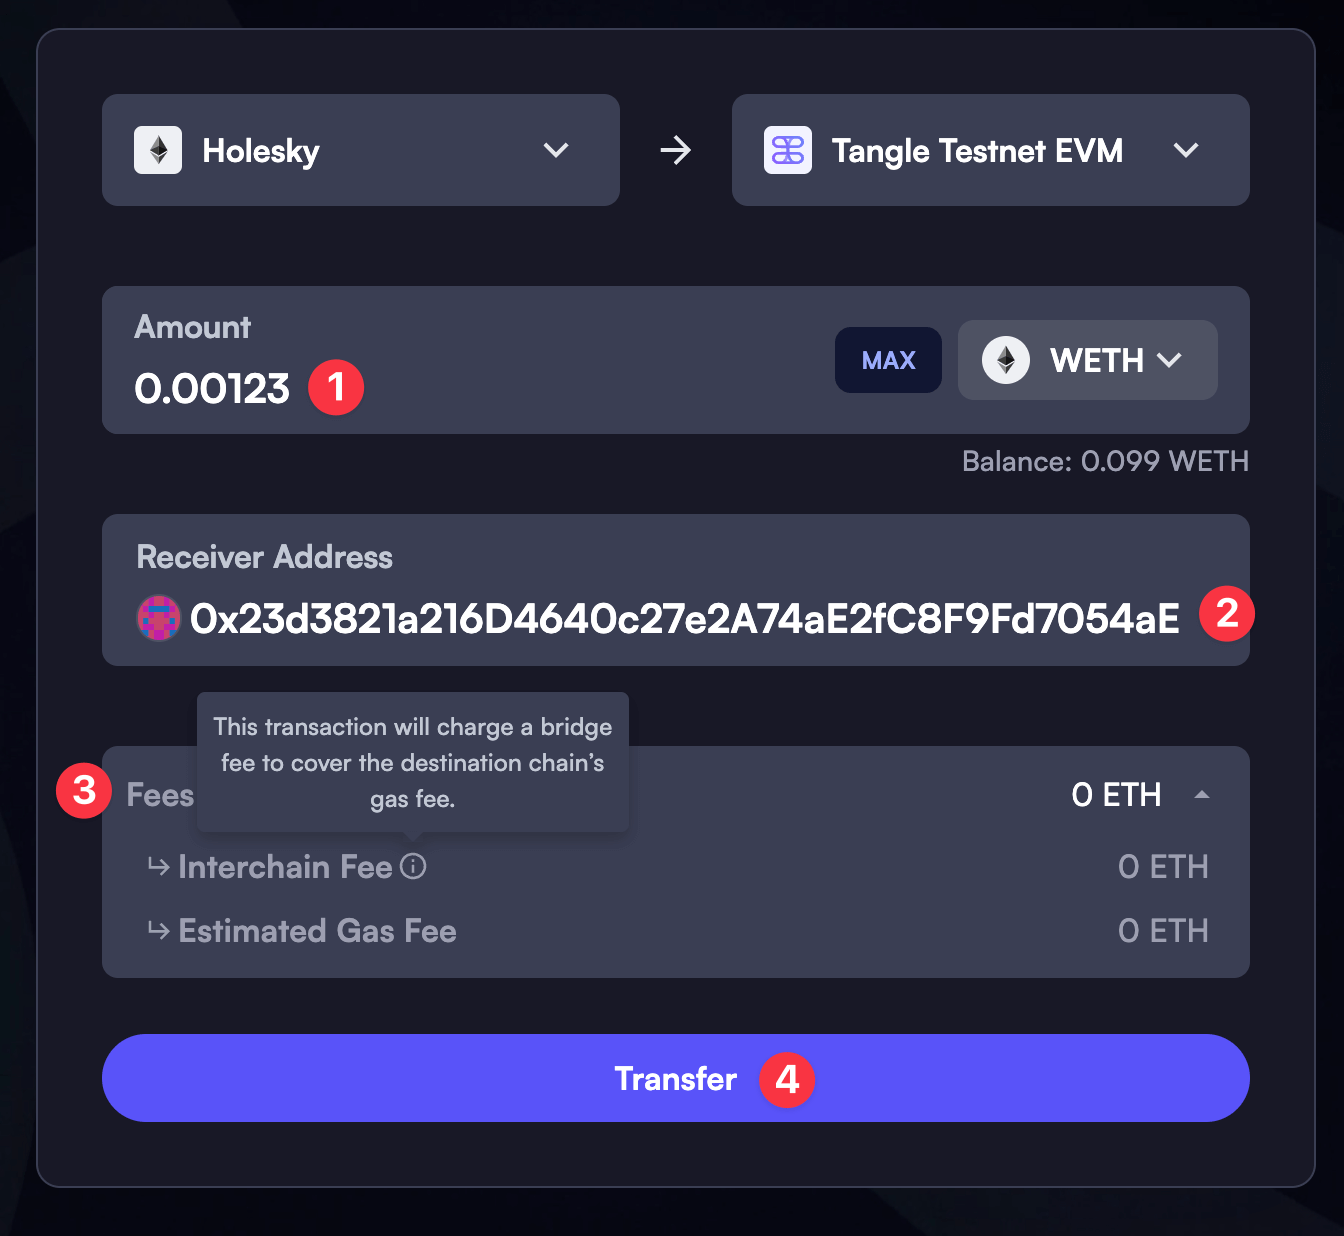 Holesky
Tangle Testnet EVM
Amount
0.00123
1
MAX
WETH
Balance: 0.099 WETH
Receiver Address
0x23d3821a216D4640c27e2A74aE2fC8F9Fd7054aE
2
This transaction will charge a bridge
fee to cover the destination chain's
gas fee.
3
Fees
0 ETH
Interchain Fee
0 ETH
Estimated Gas Fee
0 ETH
Transfer
4